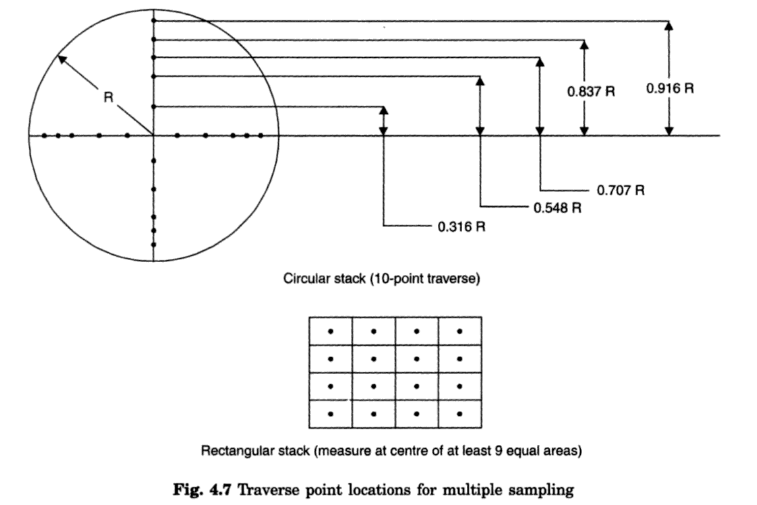 R
0.837 R
0.916 R
0.707 R
0.548 R
0.316 R
Circular stack (10-point traverse)
Rectangular stack (measure at centre of at least 9 equal areas)
Fig. 4.7 Traverse point locations for multiple sampling